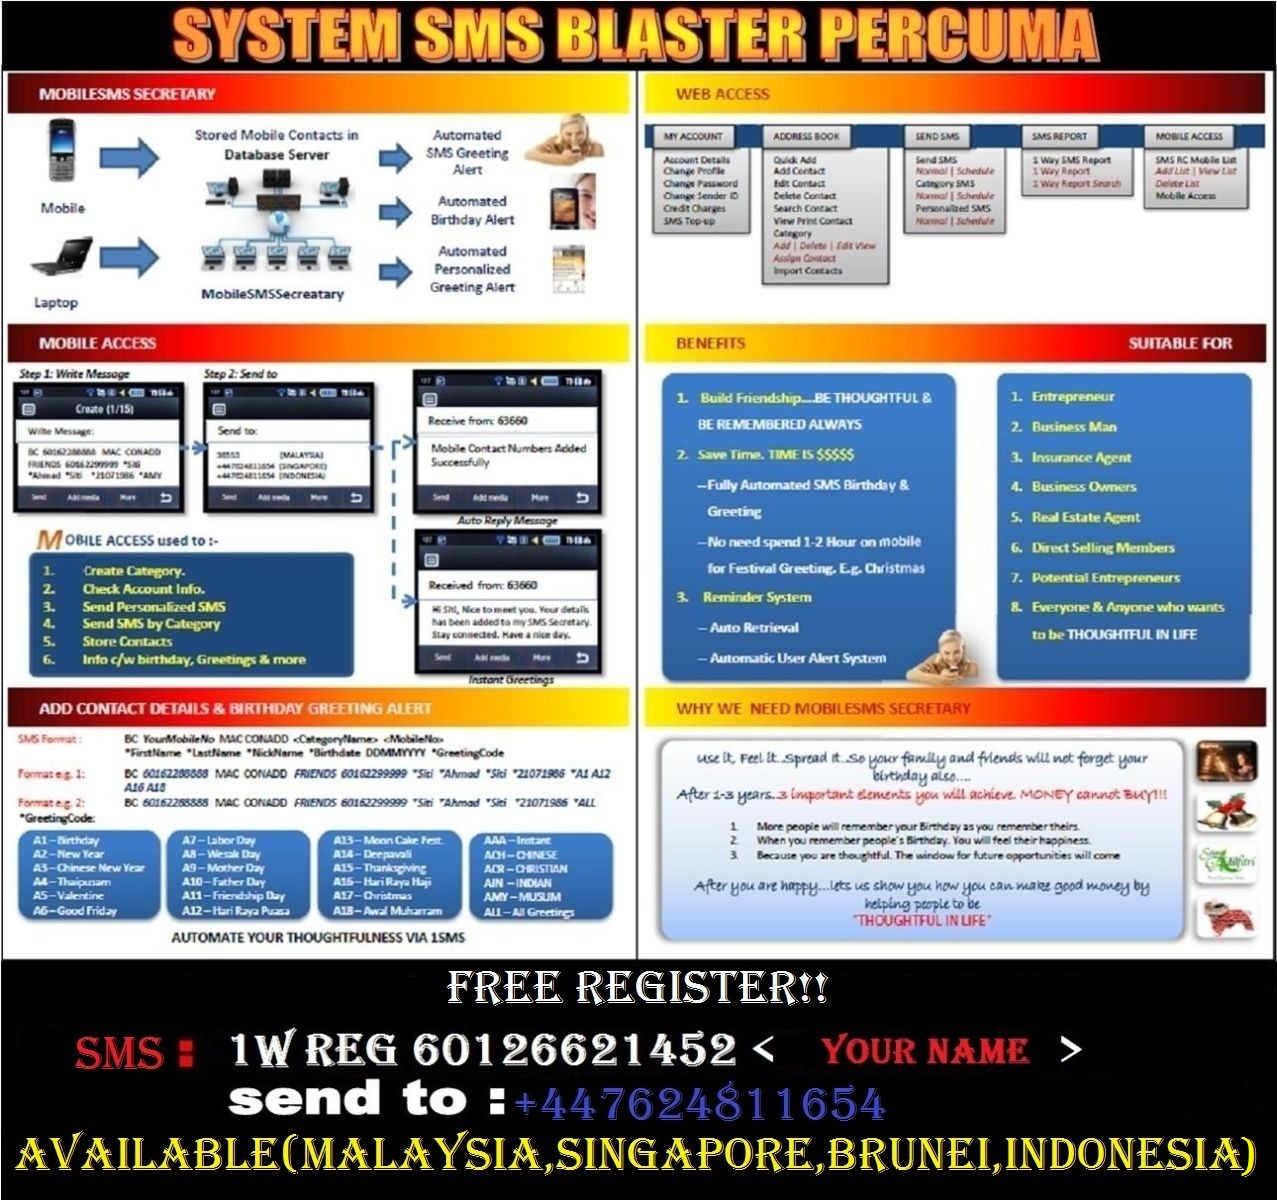 SYSTEM SMS BLASTER PERCUMA
MOBILESMS SECRETARY
Mobile
Laptop
Stored Mobile Contacts in
Database Server
MobileSMSSecreatary
Automated
SMS Greeting
Alert
Automated
Birthday Alert
Automated
Personalized
Greeting Alert
WEB ACCESS
MY ACCOUNT
Account Details
Change Profile
Change Password
Change Sender ID
Credit Charges
SMS Top-up
ADDRESS BOOK
Quick Add
Add Contact
Edit Contact
Delete Contact
Search Contact
View Print Contact
Category
Add | Delete | Edit View
Assign Contact
Import Contacts
SEND SMS
Send SMS
Normal | Schedule
Category SMS
Normal | Schedule
Personalized SMS
Normal | Schedule
SMS REPORT
1 Way SMS Report
1 Way Report
1 Way Report Search
MOBILE ACCESS
SMS RC Mobile List
Add List | View List
Delete List
Mobile Access
MOBILE ACCESS
Step 1: Write Message
Create (1/15)
Write Message:
BC 60162288888 MAC CONADD
FRIENDS 60162299999 *Siti
*Ahmad *Siti *21071986 *AMY
Send Add media More
Step 2: Send to
Send to:
36553 (MALAYSIA)
+447624811654 (SINGAPORE)
+447624811654 (INDONESIA)
Send Add media More
Receive from: 63660
Mobile Contact Numbers Added
Successfully
Send Add media More
Auto Reply Message
Received from: 63660
Hi Siti, Nice to meet you. Your details
has been added to my SMS Secretary.
Stay connected. Have a nice day.
Send Add media More
Instant Greetings
MOBILE ACCESS used to :-
1. Create Category.
2. Check Account Info.
3. Send Personalized SMS
4. Send SMS by Category
5. Store Contacts
6. Info c/w birthday, Greetings & more
BENEFITS
SUITABLE FOR
1. Build Friendship....BE THOUGHTFUL &
BE REMEMBERED ALWAYS
2. Save Time. TIME IS $$$$$
–Fully Automated SMS Birthday &
Greeting
–No need spend 1-2 Hour on mobile
for Festival Greeting. E.g. Christmas
3. Reminder System
– Auto Retrieval
– Automatic User Alert System
1. Entrepreneur
2. Business Man
3. Insurance Agent
4. Business Owners
5. Real Estate Agent
6. Direct Selling Members
7. Potential Entrepreneurs
8. Everyone & Anyone who wants
to be THOUGHTFUL IN LIFE
ADD CONTACT DETAILS & BIRTHDAY GREETING ALERT
SMS Format : BC YourMobileNo MAC CONADD <CategoryName> <MobileNo>
*FirstName *LastName *NickName *Birthdate DDMMYYYY *GreetingCode
Format e.g. 1: BC 60162288888 MAC CONADD FRIENDS 60162299999 *Siti *Ahmad *Siti *21071986 *A1 A12
A16 A18
Format e.g. 2: BC 60162288888 MAC CONADD FRIENDS 60162299999 *Siti *Ahmad *Siti *21071986 *ALL
*GreetingCode:
A1 – Birthday
A2 – New Year
A3 – Chinese New Year
A4 – Thaipusam
A5 – Valentine
A6 – Good Friday
A7 – Labor Day
A8 – Wesak Day
A9 – Mother Day
A10 – Father Day
A11 – Friendship Day
A12 – Hari Raya Puasa
A13 – Moon Cake Fest.
A14 – Deepavali
A15 – Thanksgiving
A16 – Hari Raya Haji
A17 – Christmas
A18 – Awal Muharram
AAA – Instant
ACH – CHINESE
ACR – CHRISTIAN
AIN – INDIAN
AMY – MUSLIM
ALL – All Greetings
AUTOMATE YOUR THOUGHTFULNESS VIA 1SMS
WHY WE NEED MOBILESMS SECRETARY
Use it, Feel it..Spread it..So your family and friends will not forget your
birthday also....
After 1-3 years..3 important elements you will achieve. MONEY cannot BUY!!!
1. More people will remember your Birthday as you remember theirs.
2. When you remember people's Birthday. You will feel their happiness.
3. Because you are thoughtful. The window for future opportunities will come
After you are happy...lets us show you how you can make good money by
helping people to be
"THOUGHTFUL IN LIFE"
FREE REGISTER!!
SMS : 1W REG 60126621452 < YOUR NAME >
send to : +447624811654
AVAILABLE(MALAYSIA,SINGAPORE,BRUNEI,INDONESIA)